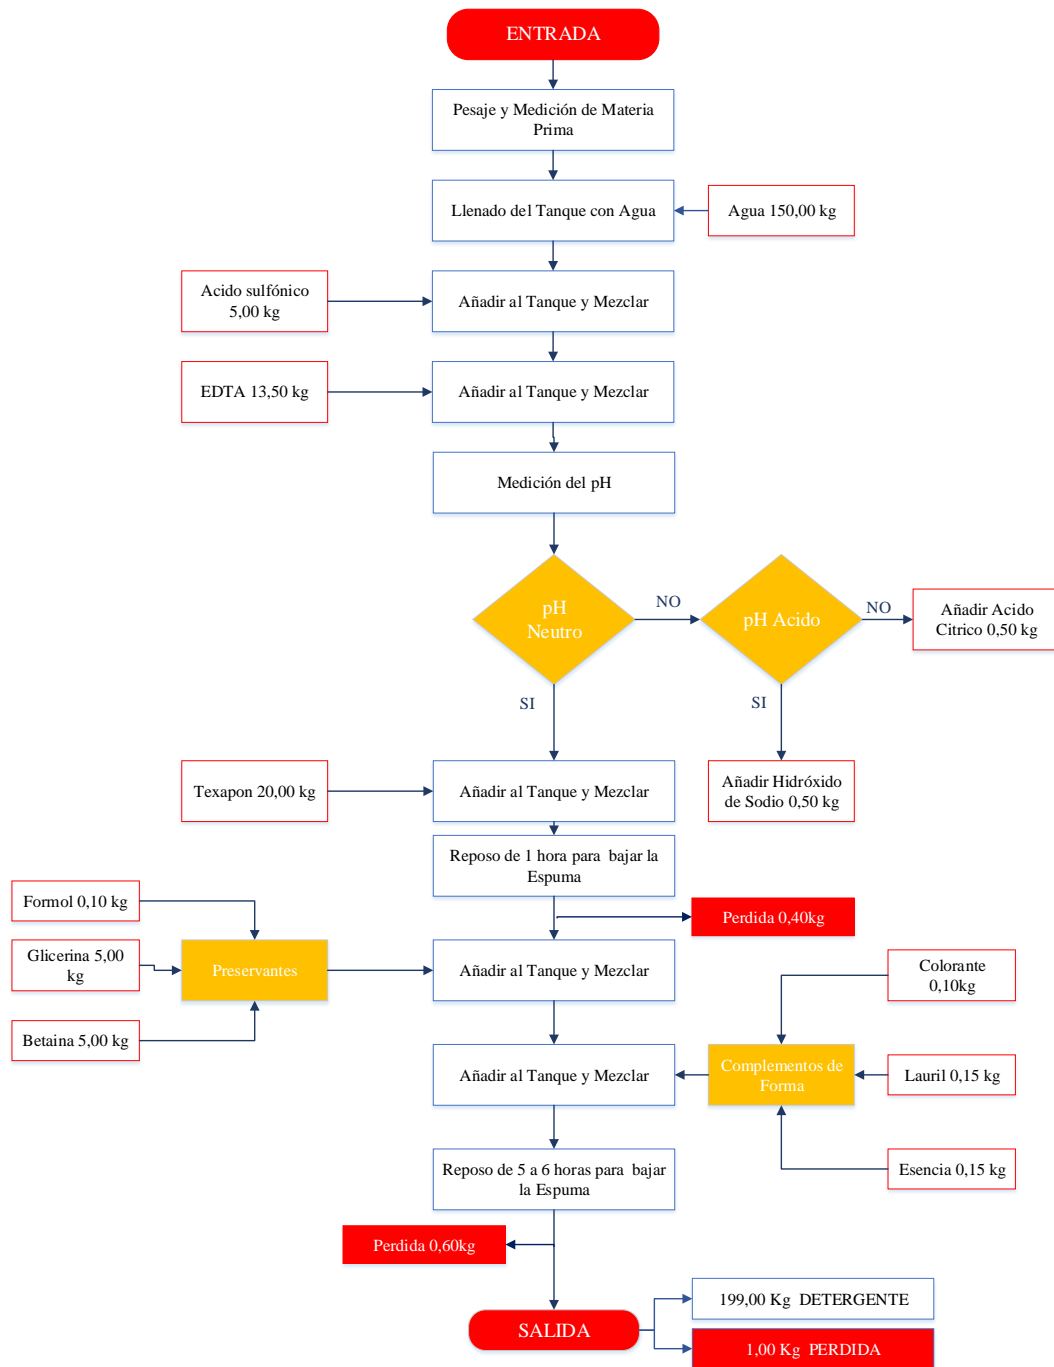 ENTRADA
Pesaje y Medición de Materia
Prima
Llenado del Tanque con Agua
Agua 150,00 kg
Acido sulfónico
5,00 kg
Añadir al Tanque y Mezclar
EDTA 13,50 kg
Añadir al Tanque y Mezclar
Medición del pH
pH
Neutro
NO
pH Acido
NO
Añadir Acido
Citrico 0,50 kg
SI
SI
Texapon 20,00 kg
Añadir al Tanque y Mezclar
Añadir Hidróxido
de Sodio 0,50 kg
Reposo de 1 hora para bajar la
Espuma
Formol 0,10 kg
Perdida 0,40kg
Glicerina 5,00
kg
Preservantes
Añadir al Tanque y Mezclar
Colorante
0,10kg
Betaina 5,00 kg
Añadir al Tanque y Mezclar
Complementos de
Forma
Lauril 0,15 kg
Reposo de 5 a 6 horas para bajar
la Espuma
Esencia 0,15 kg
Perdida 0,60kg
199,00 Kg DETERGENTE
SALIDA
1,00 Kg PERDIDA